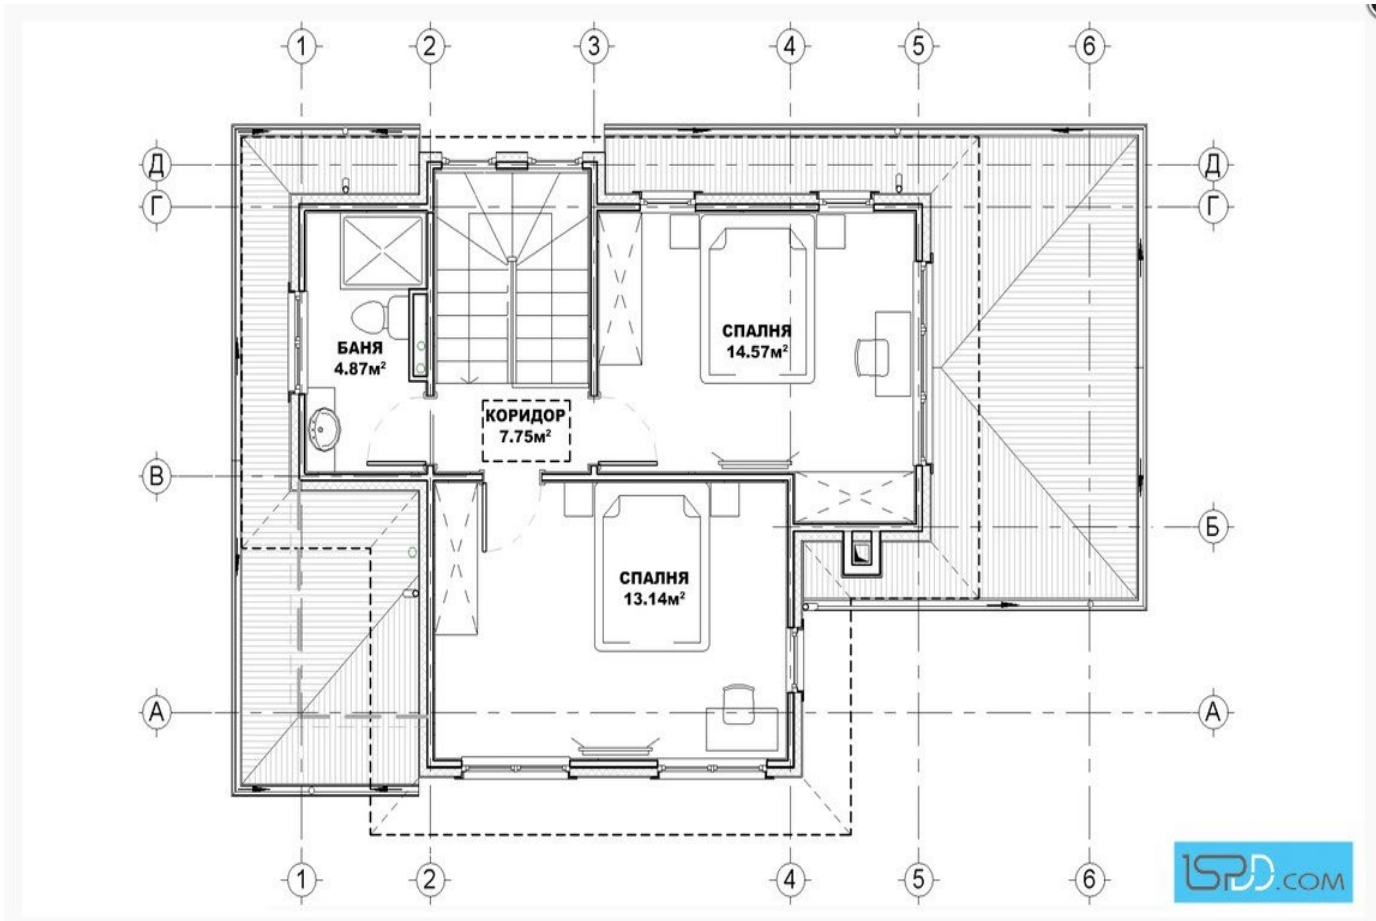 1 2 3 4 5 6
Д Д
Г Г
СПАЛНЯ
14.57м²
БАНЯ
4.87м²
КОРИДОР
7.75м²
В
Б
СПАЛНЯ
13.14м²
А А
1 2 4 5 6
1SPDD.COM